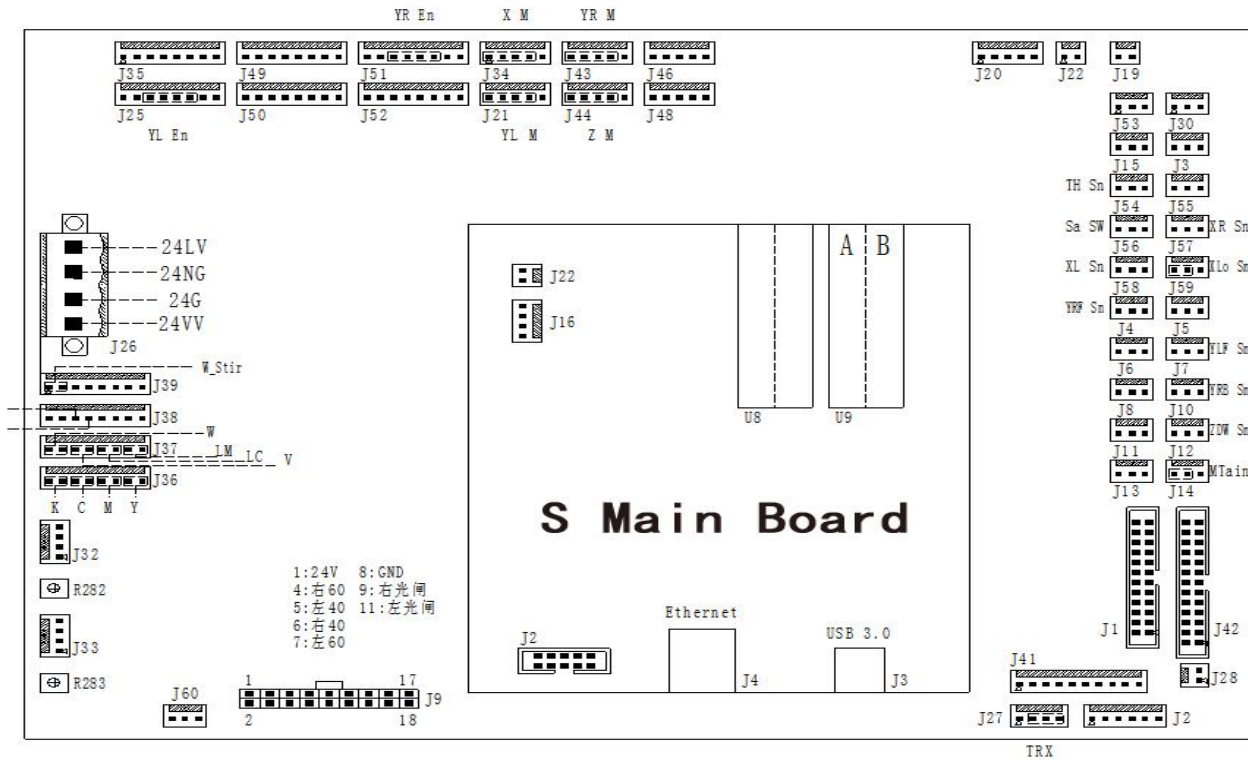 YR En X M YR M
J35 J49 J51 J34 J43 J46 J20 J22 J19
J25 J50 J52 J21 J44 J48
YL En YL M Z M
J53 J30
J15 J3
TH Sn J54 J55
Sa SW J56 J57 XR Sn
XL Sn J58 J59 XLo Sn
YRF Sn J4 J5
J6 J7 YLF Sn
J8 J10 YRB Sn
J11 J12 ZDW Sn
J13 J14 MTain
24LV
24NG
24G
24VV
J26
W_Stir
J39
J38
W
J37
LM LC V
J36
K C M Y
J32
R282
J33
R283
J22
J16
A B
U8 U9
S Main Board
1:24V 8:GND
4:右60 9:右光闸
5:左40 11:左光闸
6:右40
7:左60
Ethernet
USB 3.0
J2
J4
J3
J60
1 17
J9
2 18
J1
J42
J41
J28
J27
J2
TRX